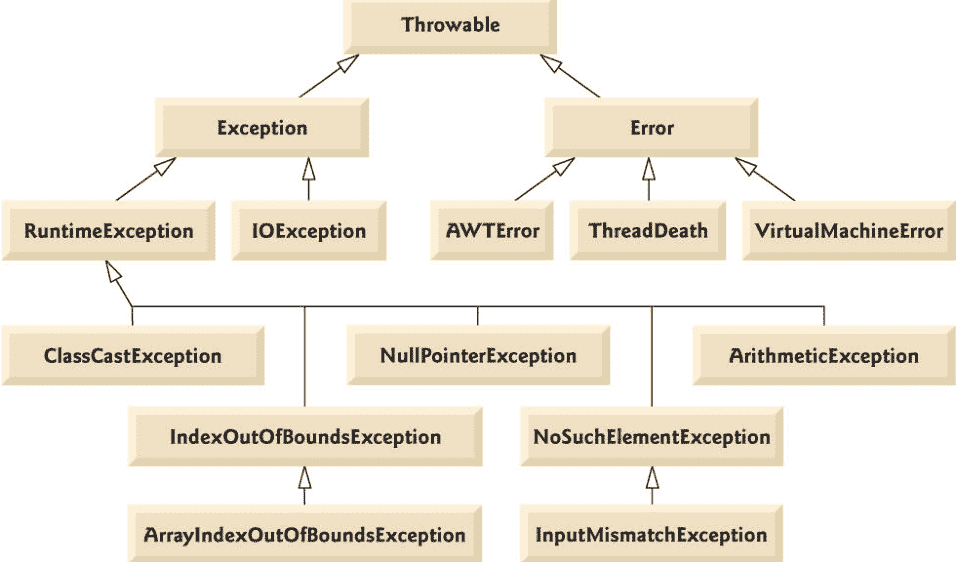 Throwable
Exception
Error
RuntimeException
IOException
AWTError
ThreadDeath
VirtualMachineError
ClassCastException
NullPointerException
ArithmeticException
IndexOutOfBoundsException
NoSuchElementException
ArrayIndexOutOfBoundsException
InputMismatchException